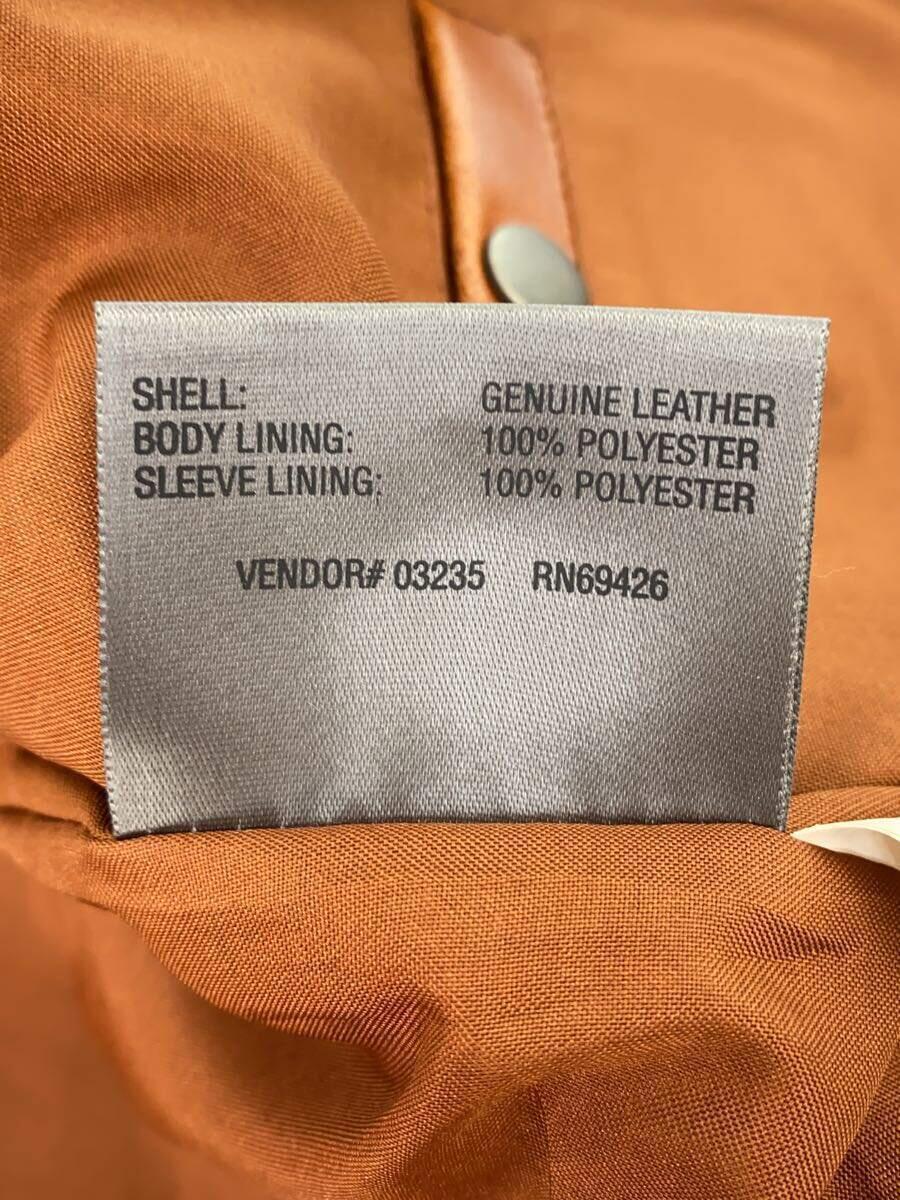 SHELL: GENUINE LEATHER
BODY LINING: 100% POLYESTER
SLEEVE LINING: 100% POLYESTER
VENDOR# 03235 RN69426